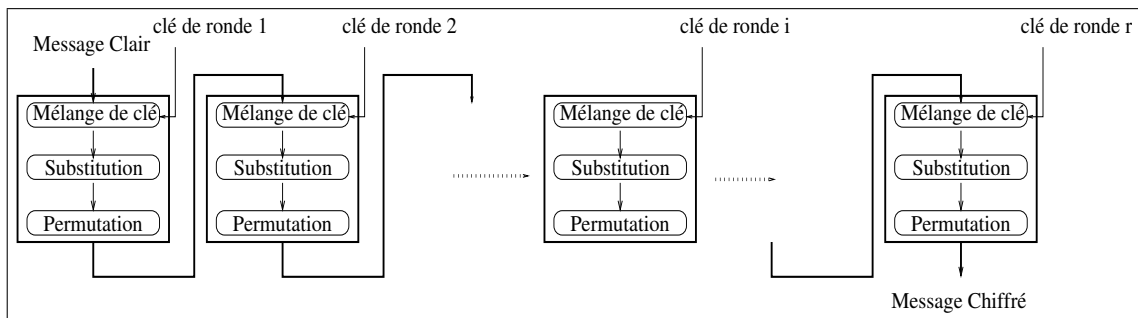 clé de ronde 1
clé de ronde 2
clé de ronde i
clé de ronde r
Message Clair
Mélange de clé
Mélange de clé
Mélange de clé
Mélange de clé
Substitution
Substitution
Substitution
Substitution
Permutation
Permutation
Permutation
Permutation
Message Chiffré